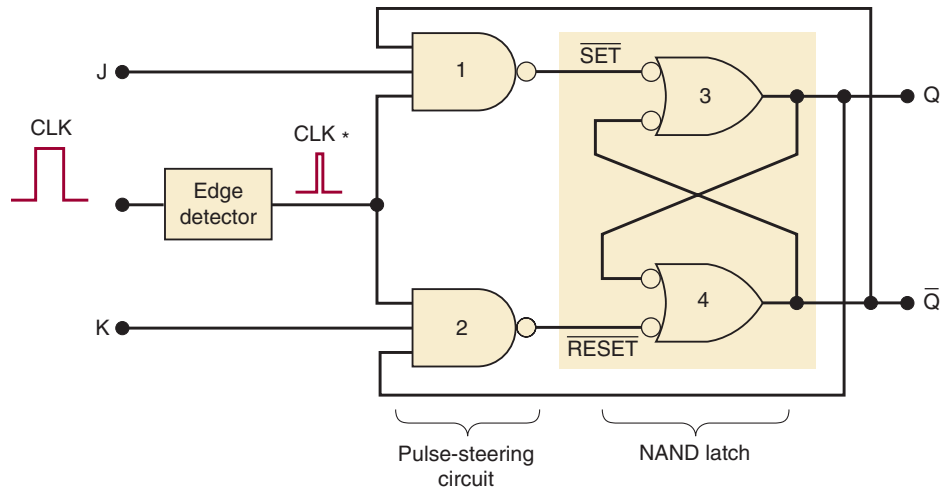 J
1
SET
3
Q
CLK
CLK *
Edge
detector
K
2
RESET
4
Q̅
Pulse-steering
circuit
NAND latch